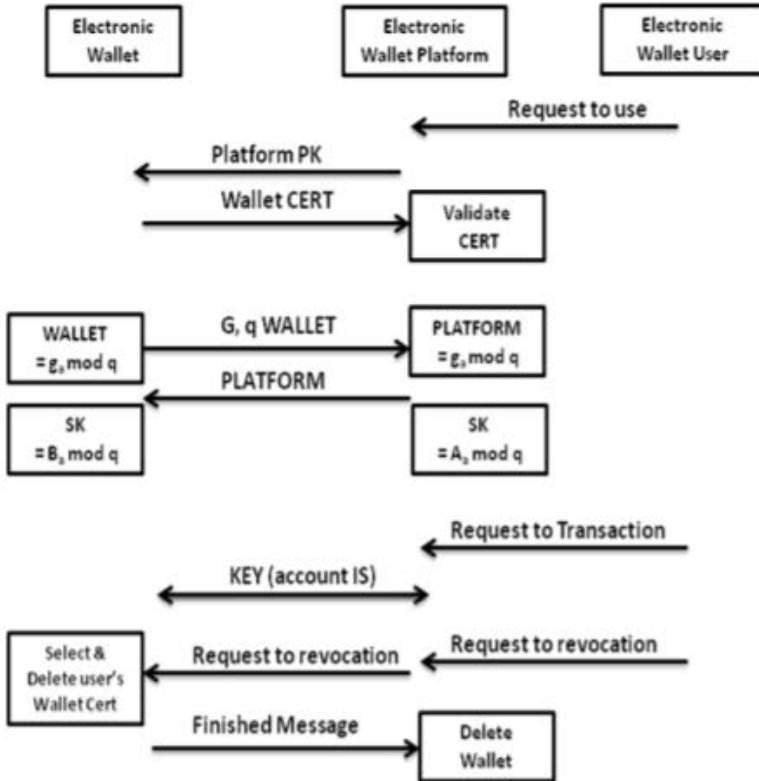 Electronic
Wallet
Electronic
Wallet Platform
Electronic
Wallet User
Request to use
Platform PK
Wallet CERT
Validate
CERT
WALLET
= gₐ mod q
G, q WALLET
PLATFORM
= gₐ mod q
PLATFORM
SK
= Bₐ mod q
SK
= Aₐ mod q
Request to Transaction
KEY (account IS)
Select &
Delete user's
Wallet Cert
Request to revocation
Request to revocation
Finished Message
Delete
Wallet